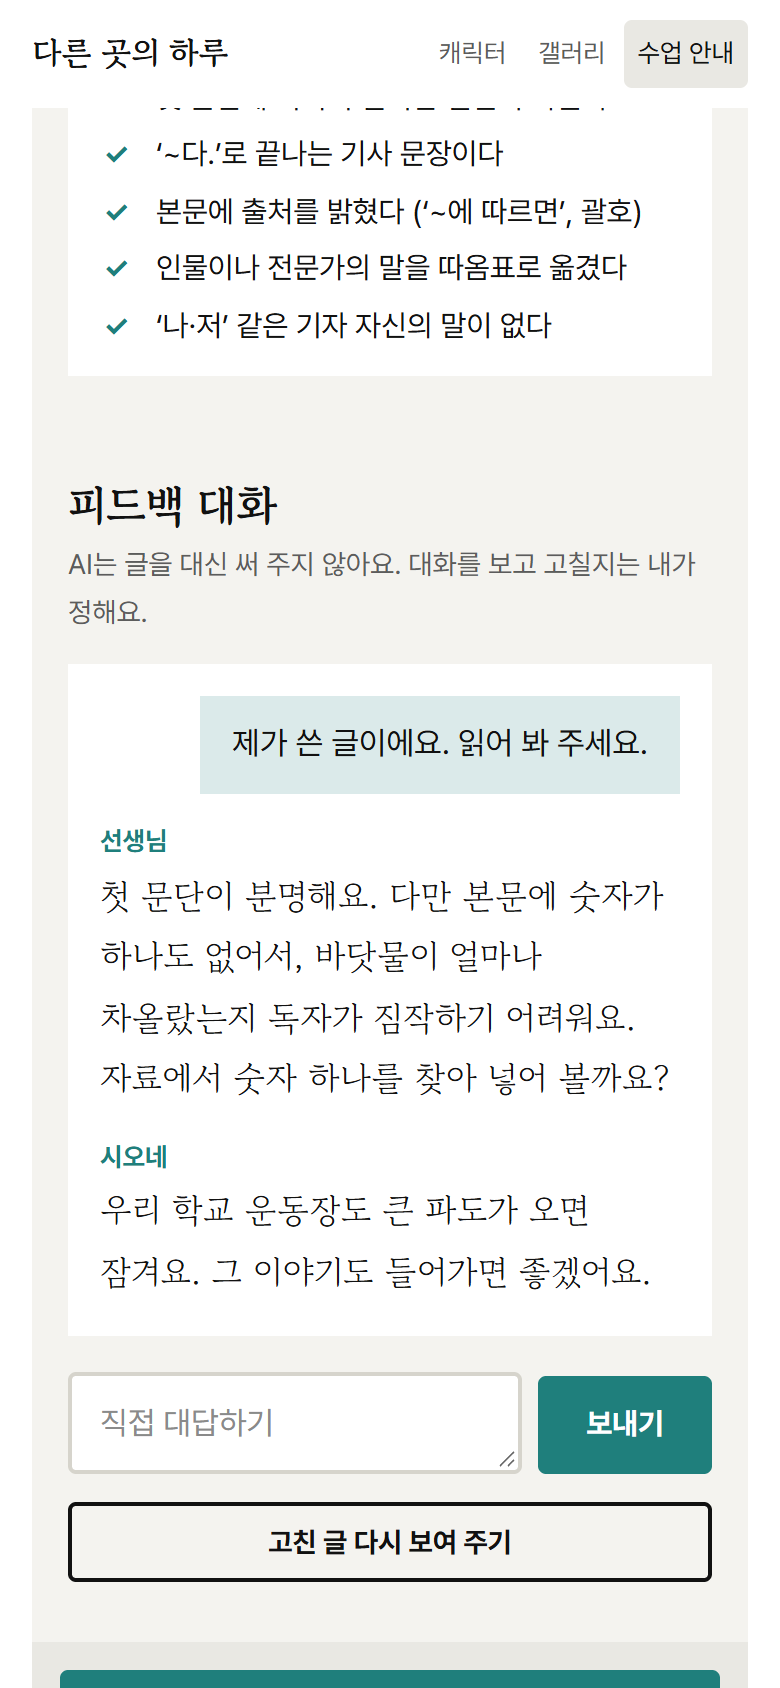 다른 곳의 하루
캐릭터 갤러리 수업 안내
‘~다.’로 끝나는 기사 문장이다
본문에 출처를 밝혔다 (‘~에 따르면’, 괄호)
인물이나 전문가의 말을 따옴표로 옮겼다
‘나·저’ 같은 기자 자신의 말이 없다
피드백 대화
AI는 글을 대신 써 주지 않아요. 대화를 보고 고칠지는 내가
정해요.
제가 쓴 글이에요. 읽어 봐 주세요.
선생님
첫 문단이 분명해요. 다만 본문에 숫자가
하나도 없어서, 바닷물이 얼마나
차올랐는지 독자가 짐작하기 어려워요.
자료에서 숫자 하나를 찾아 넣어 볼까요?
시오네
우리 학교 운동장도 큰 파도가 오면
잠겨요. 그 이야기도 들어가면 좋겠어요.
직접 대답하기
보내기
고친 글 다시 보여 주기